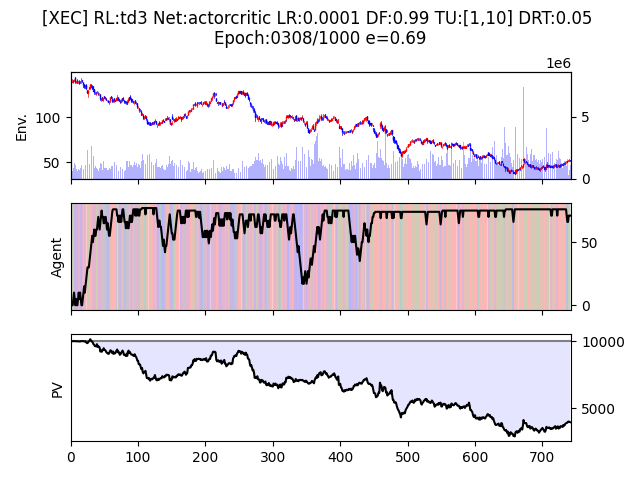 [XEC] RL:td3 Net:actorcritic LR:0.0001 DF:0.99 TU:[1,10] DRT:0.05
Epoch:0308/1000 e=0.69
1e6
Env.
100
50
5
0
Agent
50
0
PV
10000
5000
0 100 200 300 400 500 600 700